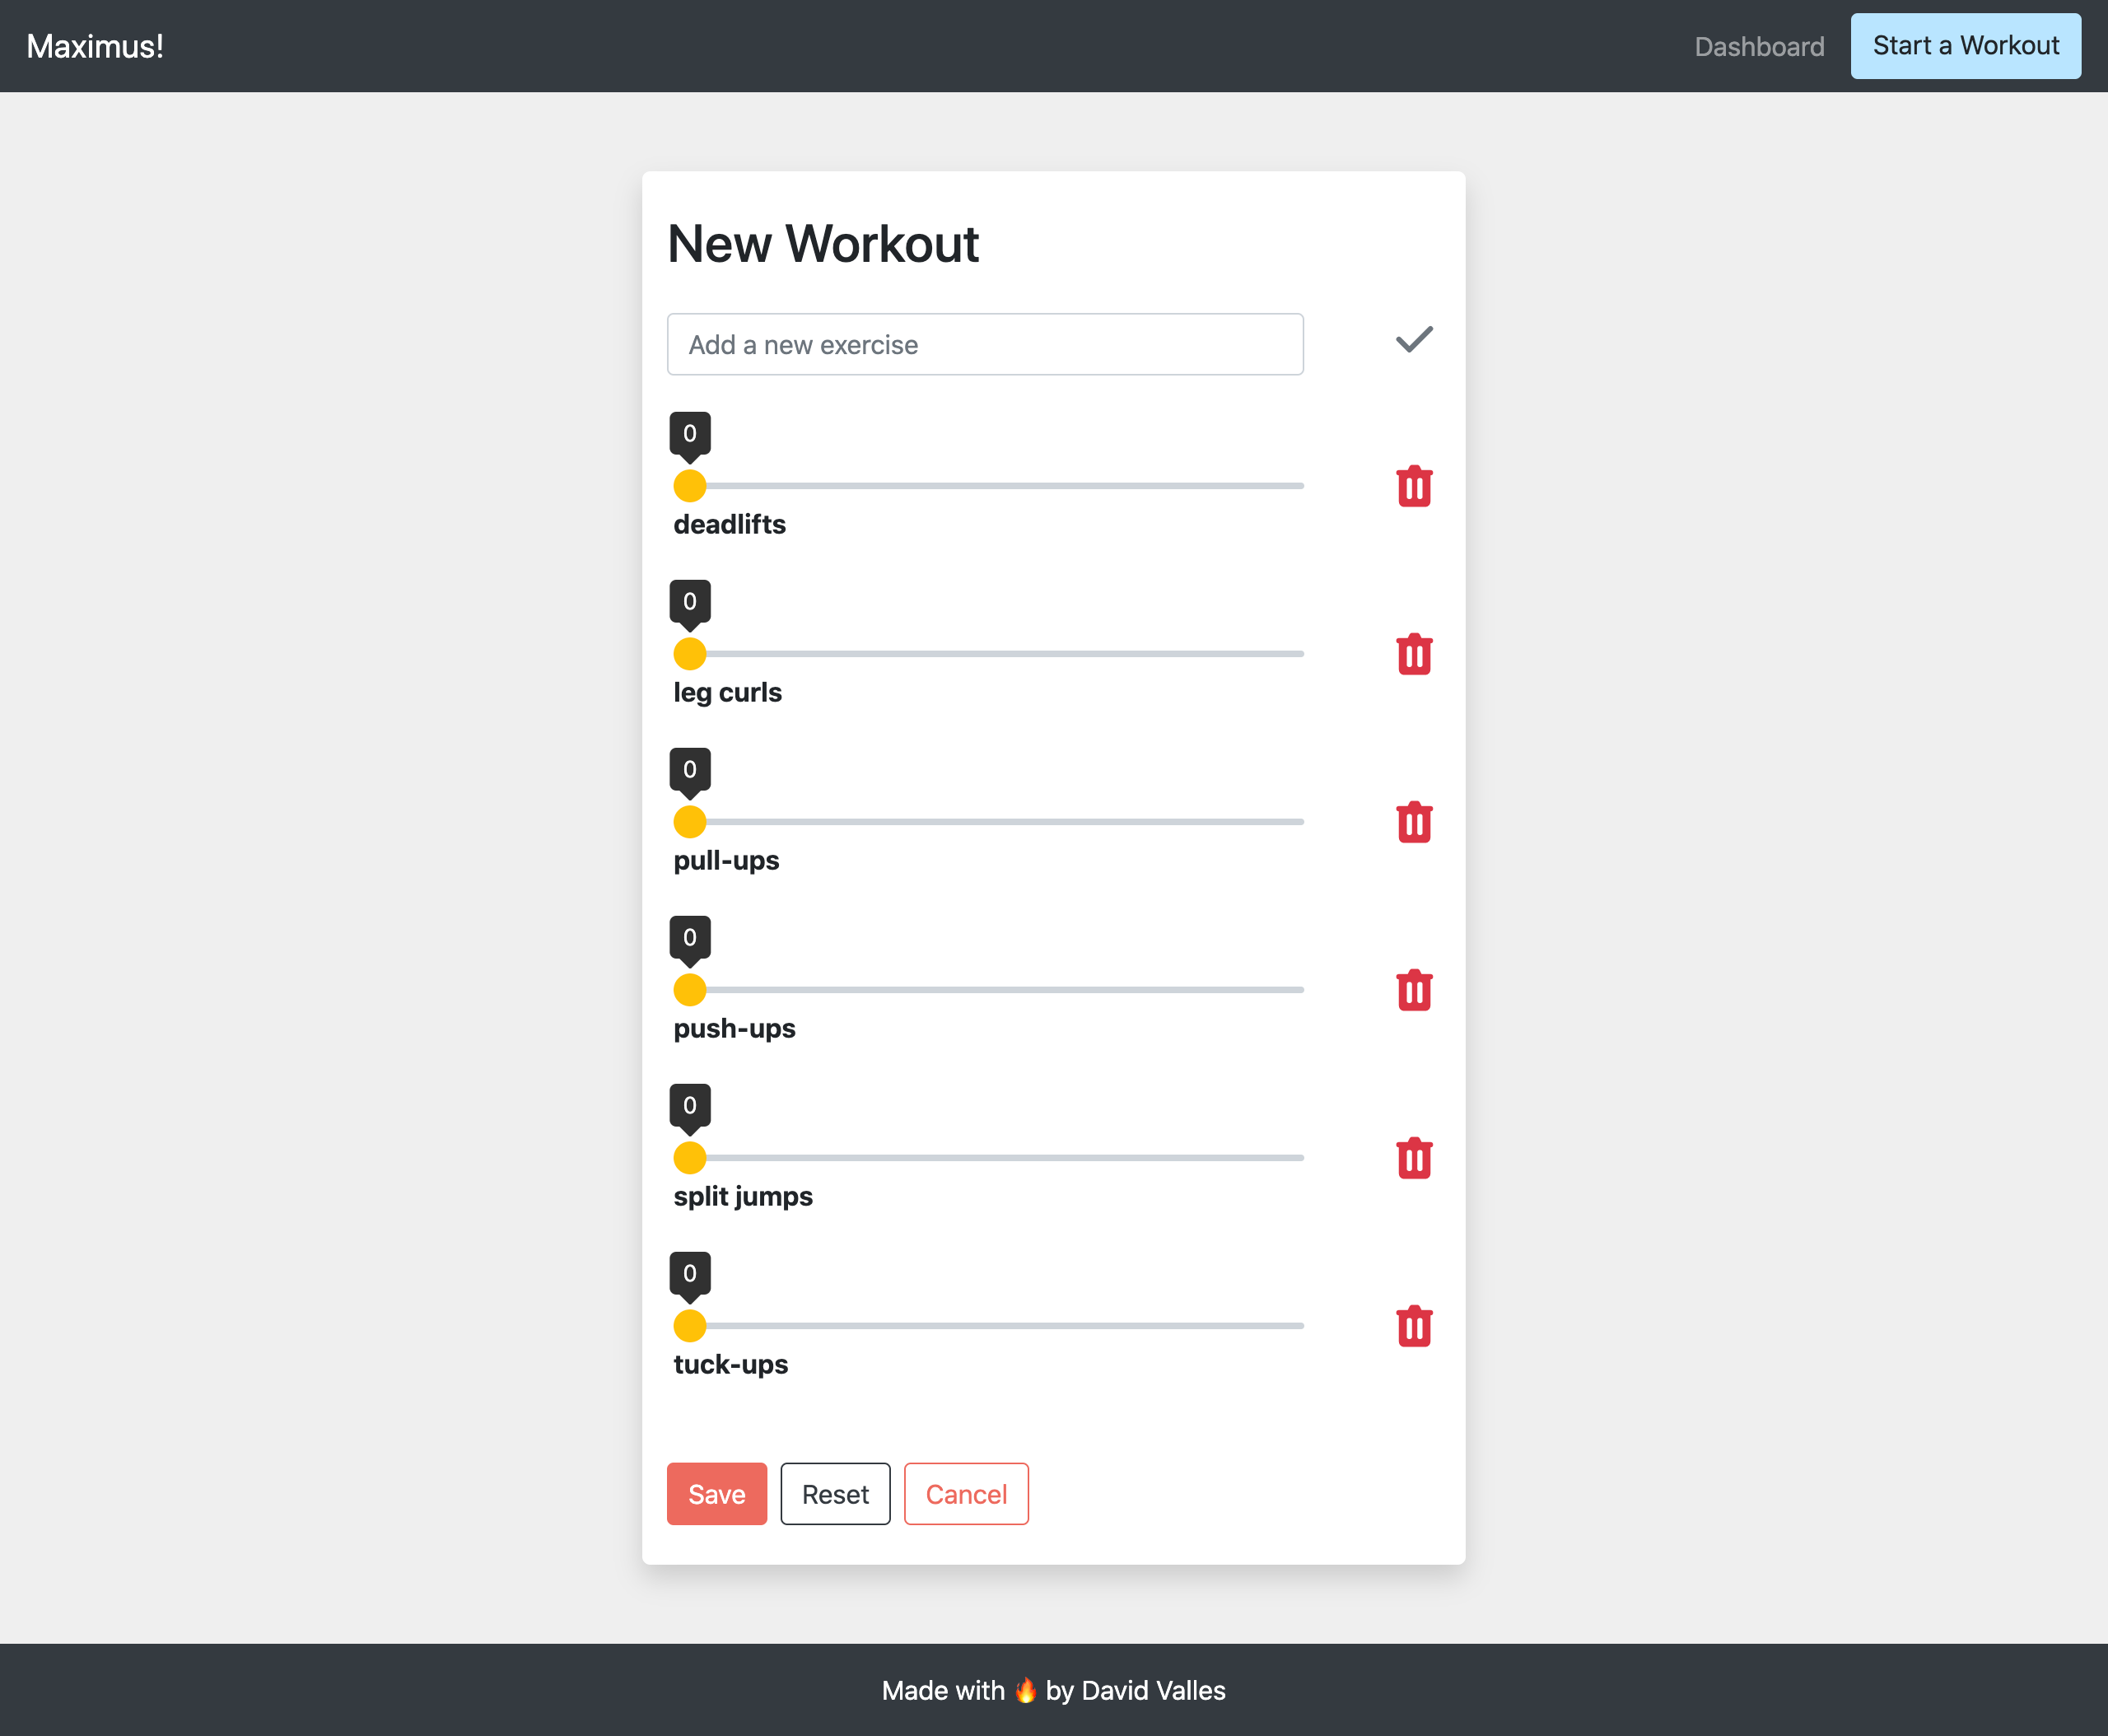 Maximus!
Dashboard
Start a Workout
New Workout
Add a new exercise
0
deadlifts
0
leg curls
0
pull-ups
0
push-ups
0
split jumps
0
tuck-ups
Save
Reset
Cancel
Made with 🔥 by David Valles